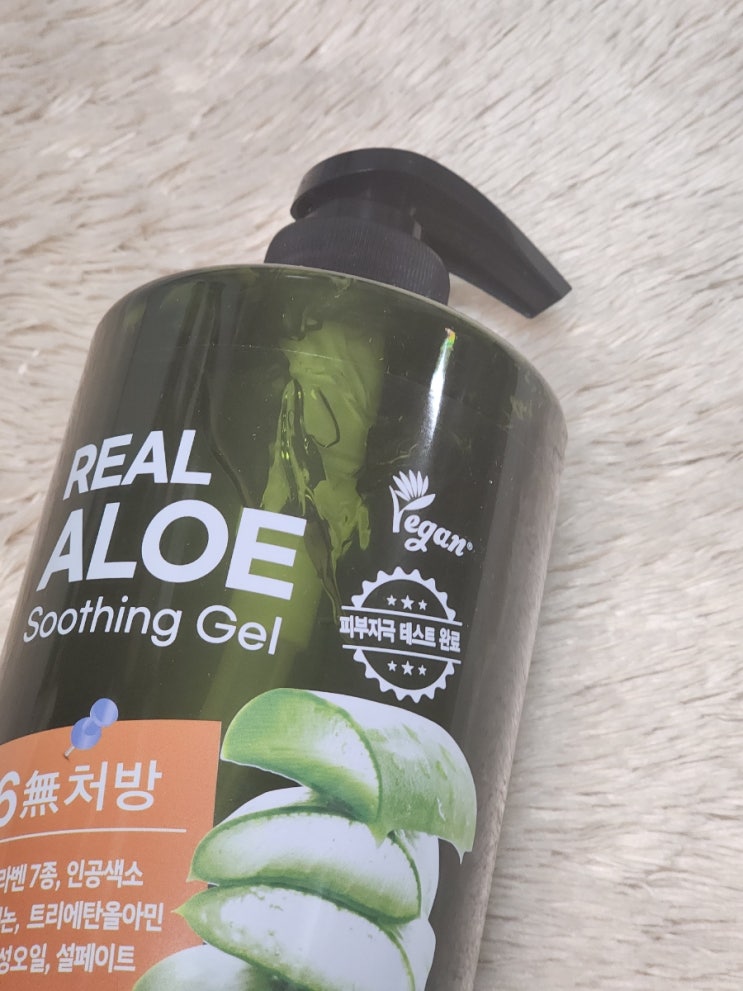 REAL
ALOE
Soothing Gel
Vegan
피부자극 테스트 완료
6無처방
라벤 7종, 인공색소
논, 트리에탄올아민
성오일, 설페이트